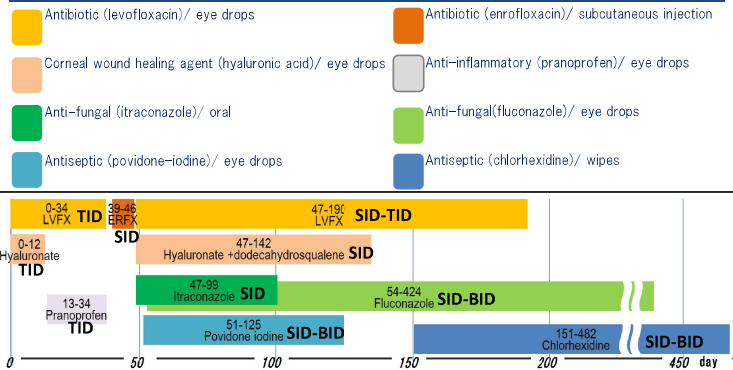 Antibiotic (levofloxacin)/ eye drops
Antibiotic (enrofloxacin)/ subcutaneous injection
Corneal wound healing agent (hyaluronic acid)/ eye drops
Anti-inflammatory (pranoprofen)/ eye drops
Anti-fungal (itraconazole)/ oral
Anti-fungal(fluconazole)/ eye drops
Antiseptic (povidone-iodine)/ eye drops
Antiseptic (chlorhexidine)/ wipes
0-34
LVFX TID
39-46
ERFX
SID
47-190
LVFX SID-TID
0-12
Hyaluronate
TID
47-142
Hyaluronate +dodecahydrosqualene SID
47-99
Itraconazole SID
54-424
Fluconazole SID-BID
13-34
Pranoprofen
TID
51-125
Povidone iodine SID-BID
151-482
Chlorhexidine SID-BID
0 50 100 150 200 450 day